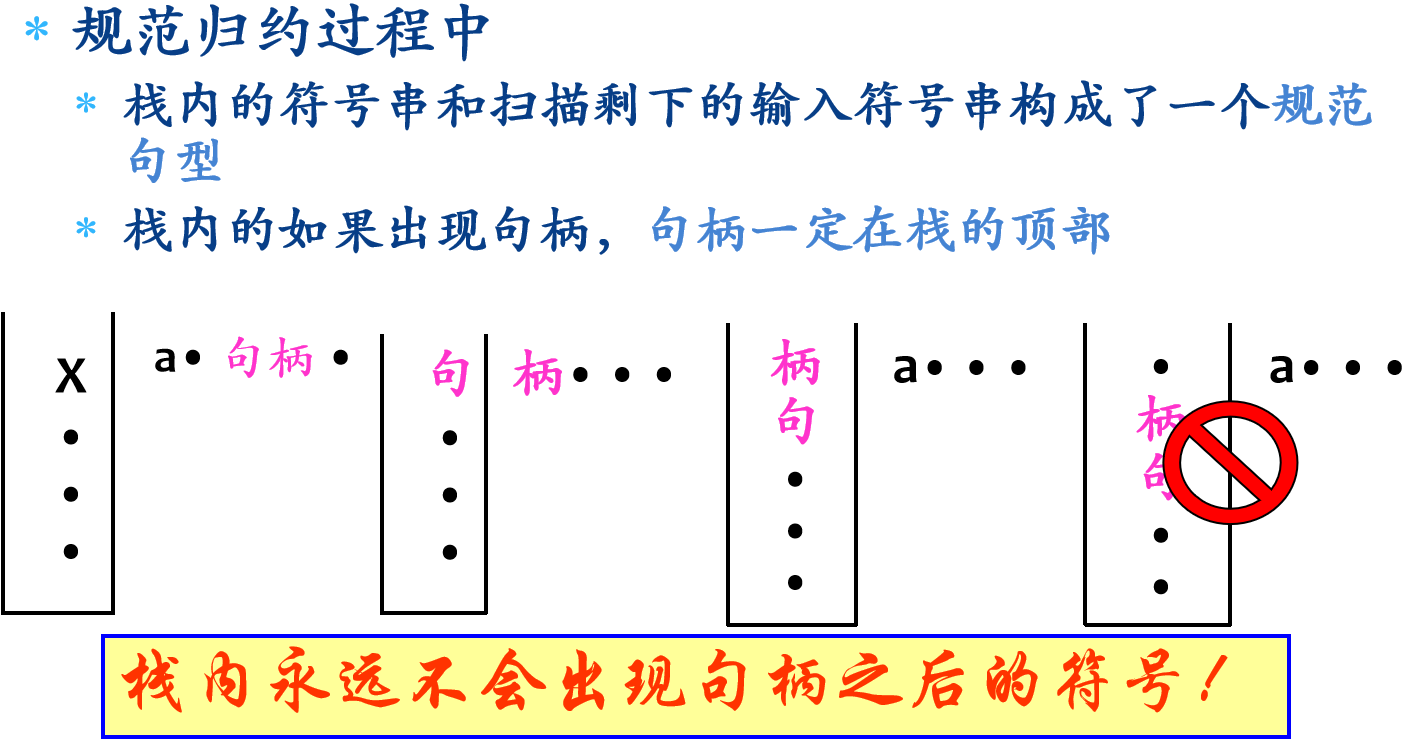 * 规范归约过程中
* 栈内的符号串和扫描剩下的输入符号串构成了一个规范
句型
* 栈内的如果出现句柄，句柄一定在栈的顶部
X
a• 句柄 •
句
柄• • •
柄
句
a• • •
•
柄
句
a• • •
栈内永远不会出现句柄之后的符号！